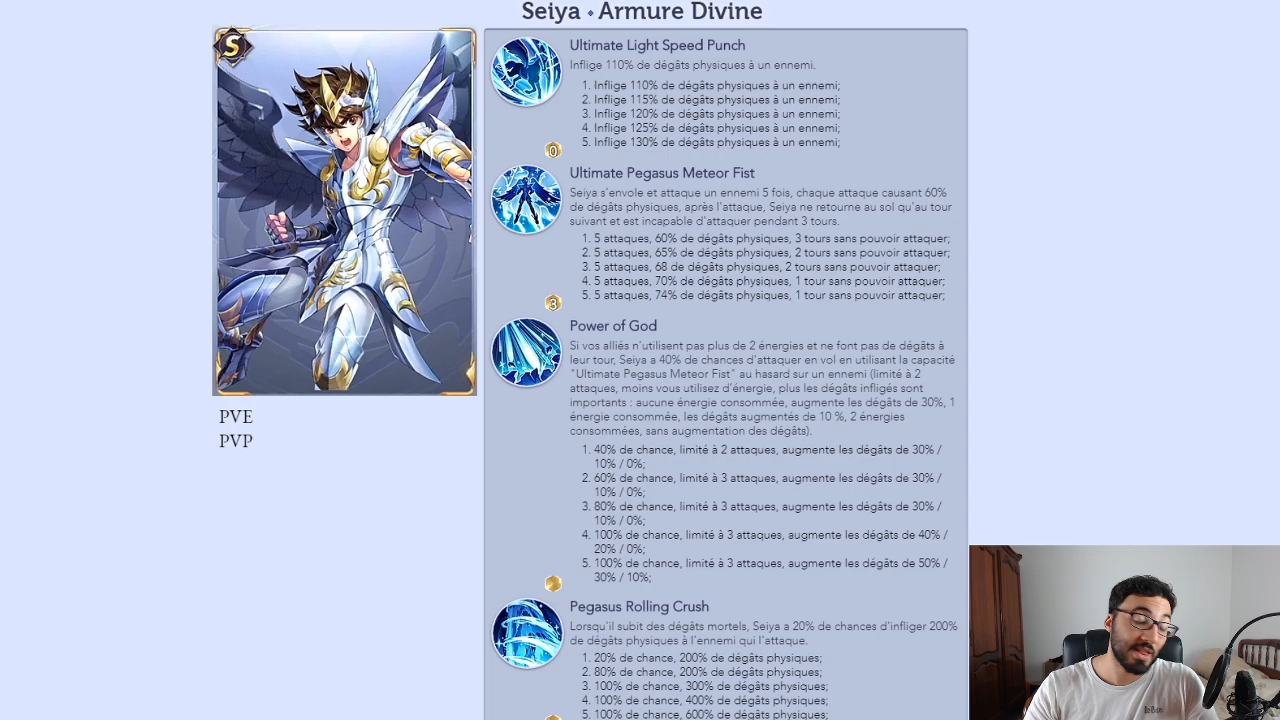 Seiya • Armure Divine
S
Ultimate Light Speed Punch
Inflige 110% de dégâts physiques à un ennemi.
1. Inflige 110% de dégâts physiques à un ennemi;
2. Inflige 115% de dégâts physiques à un ennemi;
3. Inflige 120% de dégâts physiques à un ennemi;
4. Inflige 125% de dégâts physiques à un ennemi;
5. Inflige 130% de dégâts physiques à un ennemi;
0
Ultimate Pegasus Meteor Fist
Seiya s'envole et attaque un ennemi 5 fois, chaque attaque causant 60%
de dégâts physiques, après l'attaque, Seiya ne retourne au sol qu'au tour
suivant et est incapable d'attaquer pendant 3 tours.
1. 5 attaques, 60% de dégâts physiques, 3 tours sans pouvoir attaquer;
2. 5 attaques, 65% de dégâts physiques, 2 tours sans pouvoir attaquer;
3. 5 attaques, 68 de dégâts physiques, 2 tours sans pouvoir attaquer;
4. 5 attaques, 70% de dégâts physiques, 1 tour sans pouvoir attaquer;
5. 5 attaques, 74% de dégâts physiques, 1 tour sans pouvoir attaquer;
3
Power of God
Si vos alliés n'utilisent pas plus de 2 énergies et ne font pas de dégâts à
leur tour, Seiya a 40% de chances d'attaquer en vol en utilisant la capacité
"Ultimate Pegasus Meteor Fist" au hasard sur un ennemi (limité à 2
attaques, moins vous utilisez d'énergie, plus les dégâts infligés sont
importants : aucune énergie consommée, augmente les dégâts de 30%, 1
énergie consommée, les dégâts augmentés de 10 %, 2 énergies
consommées, sans augmentation des dégâts).
1. 40% de chance, limité à 2 attaques, augmente les dégâts de 30% /
10% / 0%;
2. 60% de chance, limité à 3 attaques, augmente les dégâts de 30% /
10% / 0%;
3. 80% de chance, limité à 3 attaques, augmente les dégâts de 30% /
10% / 0%;
4. 100% de chance, limité à 3 attaques, augmente les dégâts de 40% /
20% / 0%;
5. 100% de chance, limité à 3 attaques, augmente les dégâts de 50% /
30% / 10%;
Pegasus Rolling Crush
Lorsqu'il subit des dégâts mortels, Seiya a 20% de chances d'infliger 200%
de dégâts physiques à l'ennemi qui l'attaque.
1. 20% de chance, 200% de dégâts physiques;
2. 80% de chance, 200% de dégâts physiques;
3. 100% de chance, 300% de dégâts physiques;
4. 100% de chance, 400% de dégâts physiques;
5. 100% de chance, 600% de dégâts physiques;
PVE
PVP